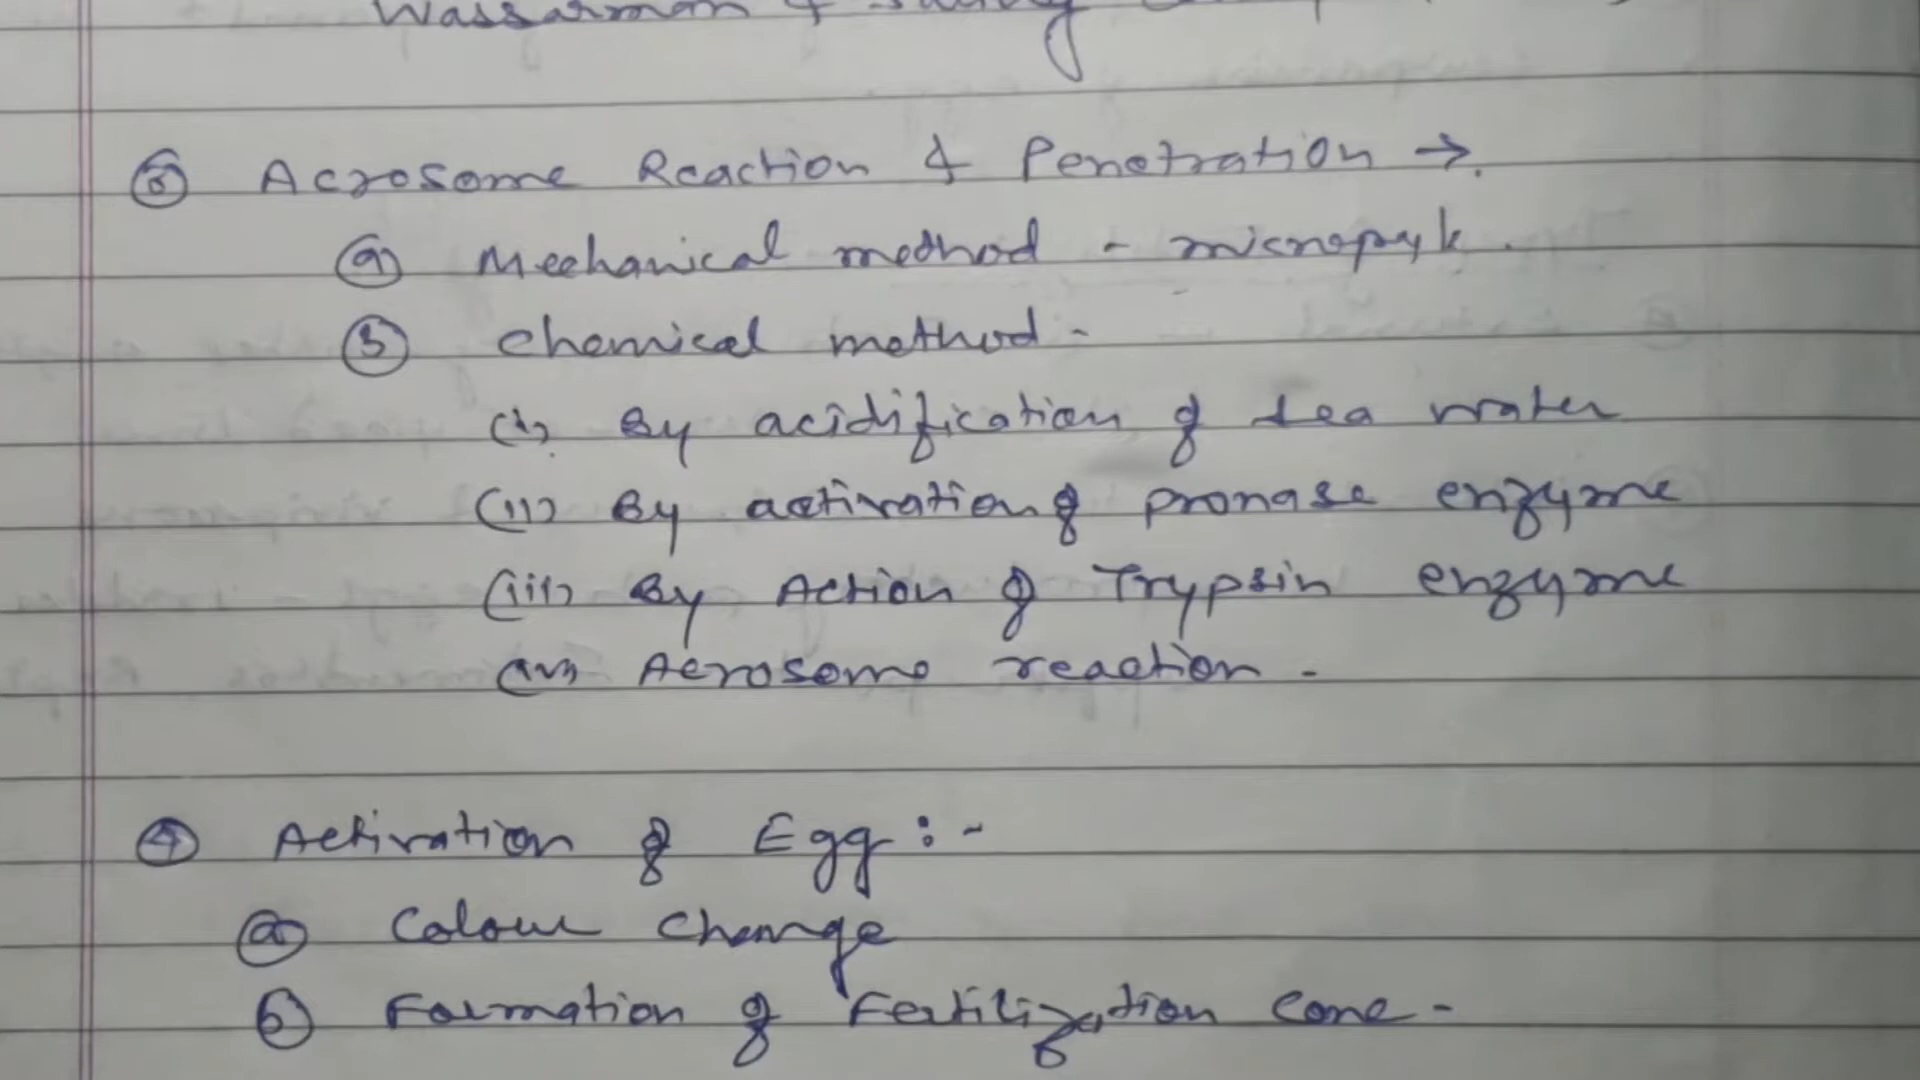 Wassarman &
③ Acrosome Reaction & Penetration →
ⓐ Mechanical method - micropyle.
ⓑ Chemical method -
(i) By acidification of sea water
(ii) By activation of pronase enzyme
(iii) By Action of Trypsin enzyme
(iv) Acrosome reaction -
④ Activation of Egg :-
ⓐ Colour change
ⓑ Formation of Fertilization cone -